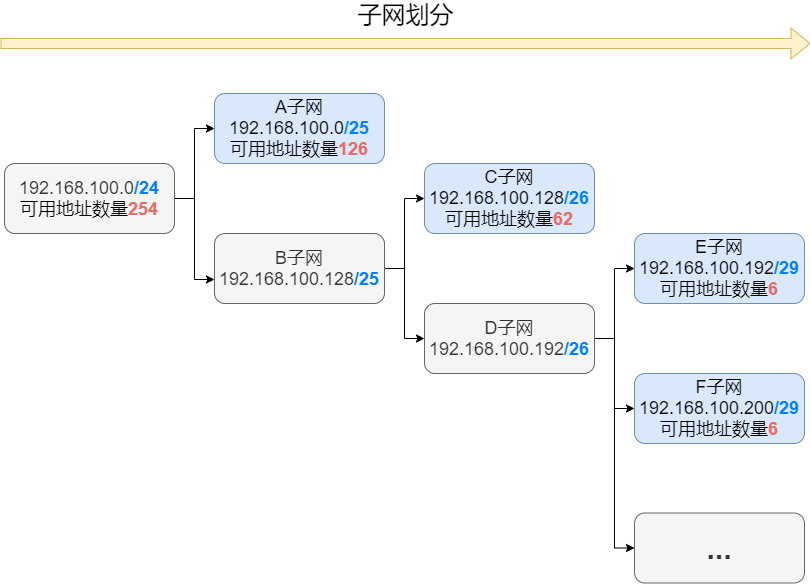 子网划分
192.168.100.0/24
可用地址数量254
A子网
192.168.100.0/25
可用地址数量126
B子网
192.168.100.128/25
C子网
192.168.100.128/26
可用地址数量62
D子网
192.168.100.192/26
E子网
192.168.100.192/29
可用地址数量6
F子网
192.168.100.200/29
可用地址数量6
...